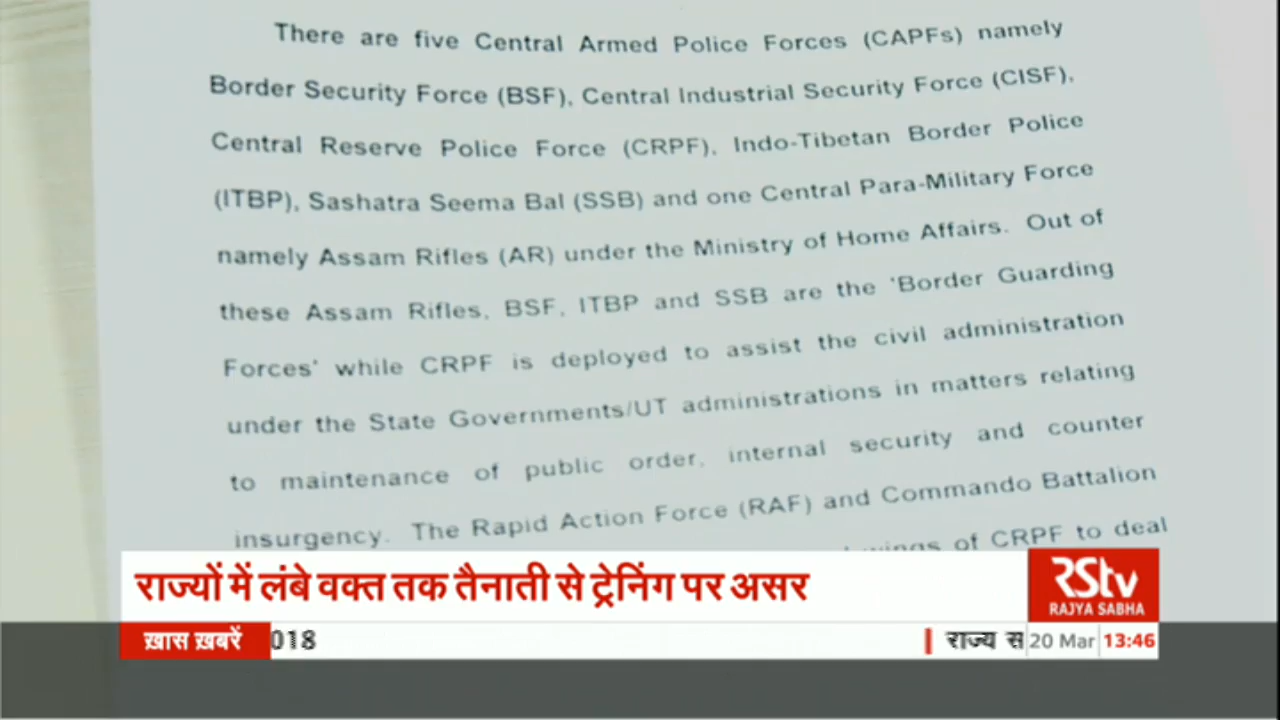 There are five Central Armed Police Forces (CAPFs) namely
Border Security Force (BSF), Central Industrial Security Force (CISF),
Central Reserve Police Force (CRPF), Indo-Tibetan Border Police
(ITBP), Sashatra Seema Bal (SSB) and one Central Para-Military Force
namely Assam Rifles (AR) under the Ministry of Home Affairs. Out of
these Assam Rifles, BSF, ITBP and SSB are the 'Border Guarding
Forces' while CRPF is deployed to assist the civil administration
under the State Governments/UT administrations in matters relating
to maintenance of public order, internal security and counter
insurgency. The Rapid Action Force (RAF) and Commando Battalion
of CRPF to deal
राज्यों में लंबे वक्त तक तैनाती से ट्रेनिंग पर असर
RStv
RAJYA SABHA
ख़ास ख़बरें
018
राज्य स
20 Mar
13:46